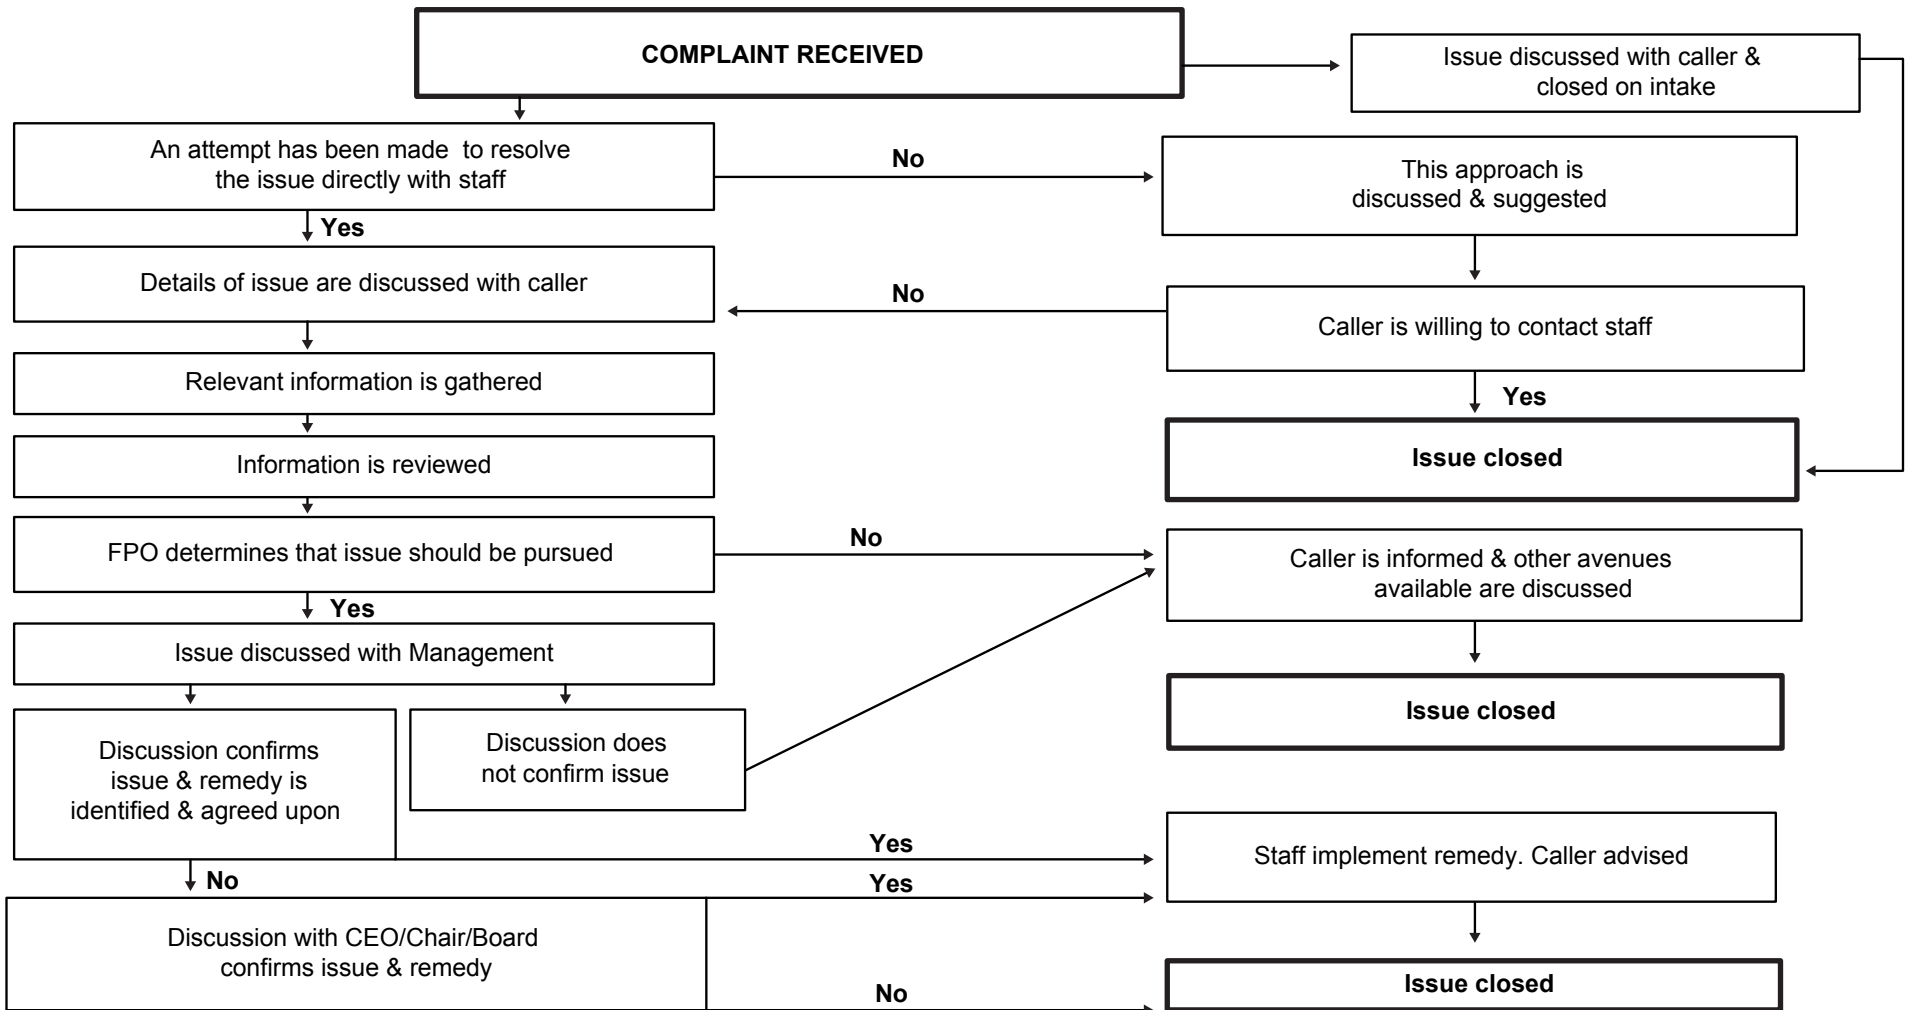 COMPLAINT RECEIVED
Issue discussed with caller &
closed on intake
An attempt has been made to resolve
the issue directly with staff
No
This approach is
discussed & suggested
Yes
Details of issue are discussed with caller
No
Caller is willing to contact staff
Relevant information is gathered
Yes
Information is reviewed
Issue closed
FPO determines that issue should be pursued
No
Caller is informed & other avenues
available are discussed
Yes
Issue discussed with Management
Issue closed
Discussion confirms
issue & remedy is
identified & agreed upon
Discussion does
not confirm issue
Yes
Staff implement remedy. Caller advised
No
Yes
Discussion with CEO/Chair/Board
confirms issue & remedy
No
Issue closed